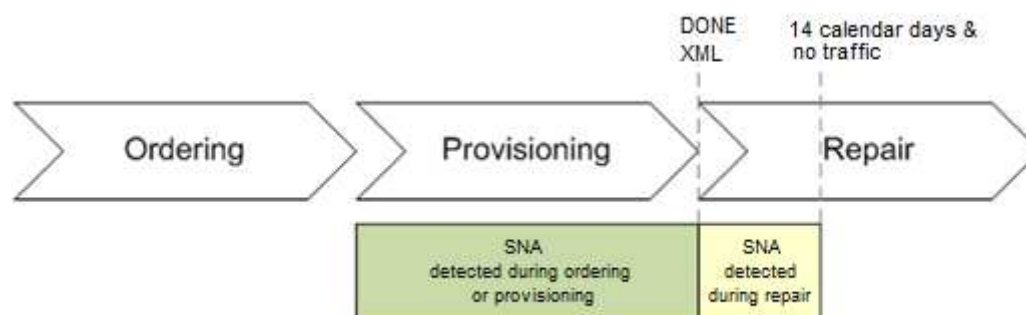 DONE
XML
14 calendar days &
no traffic
Ordering
Provisioning
Repair
SNA
detected during ordering
or provisioning
SNA
detected
during repair